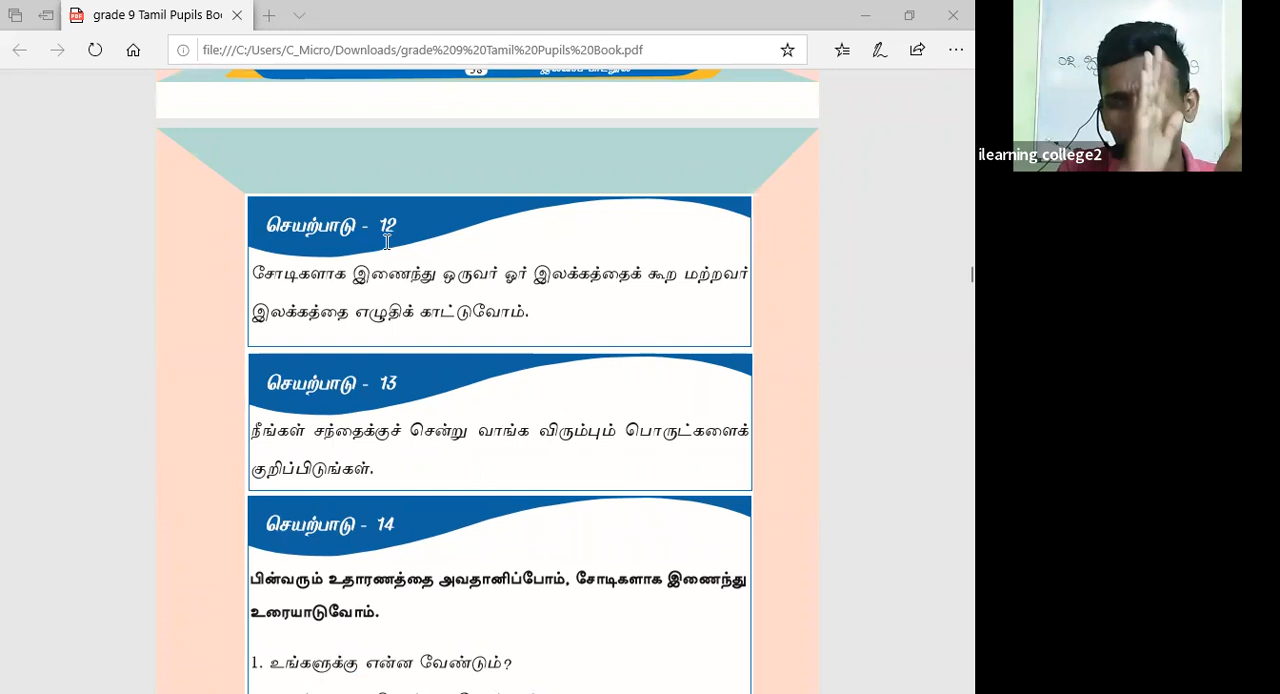 grade 9 Tamil Pupils Boo
file:///C:/Users/C_Micro/Downloads/grade%209%20Tamil%20Pupils%20Book.pdf
ilearning college2
செயற்பாடு - 12
சோடிகளாக இணைந்து ஒருவர் ஓர் இலக்கத்தைக் கூற மற்றவர்
இலக்கத்தை எழுதிக் காட்டுவோம்.
செயற்பாடு - 13
நீங்கள் சந்தைக்குச் சென்று வாங்க விரும்பும் பொருட்களைக்
குறிப்பிடுங்கள்.
செயற்பாடு - 14
பின்வரும் உதாரணத்தை அவதானிப்போம், சோடிகளாக இணைந்து
உரையாடுவோம்.
1. உங்களுக்கு என்ன வேண்டும்?